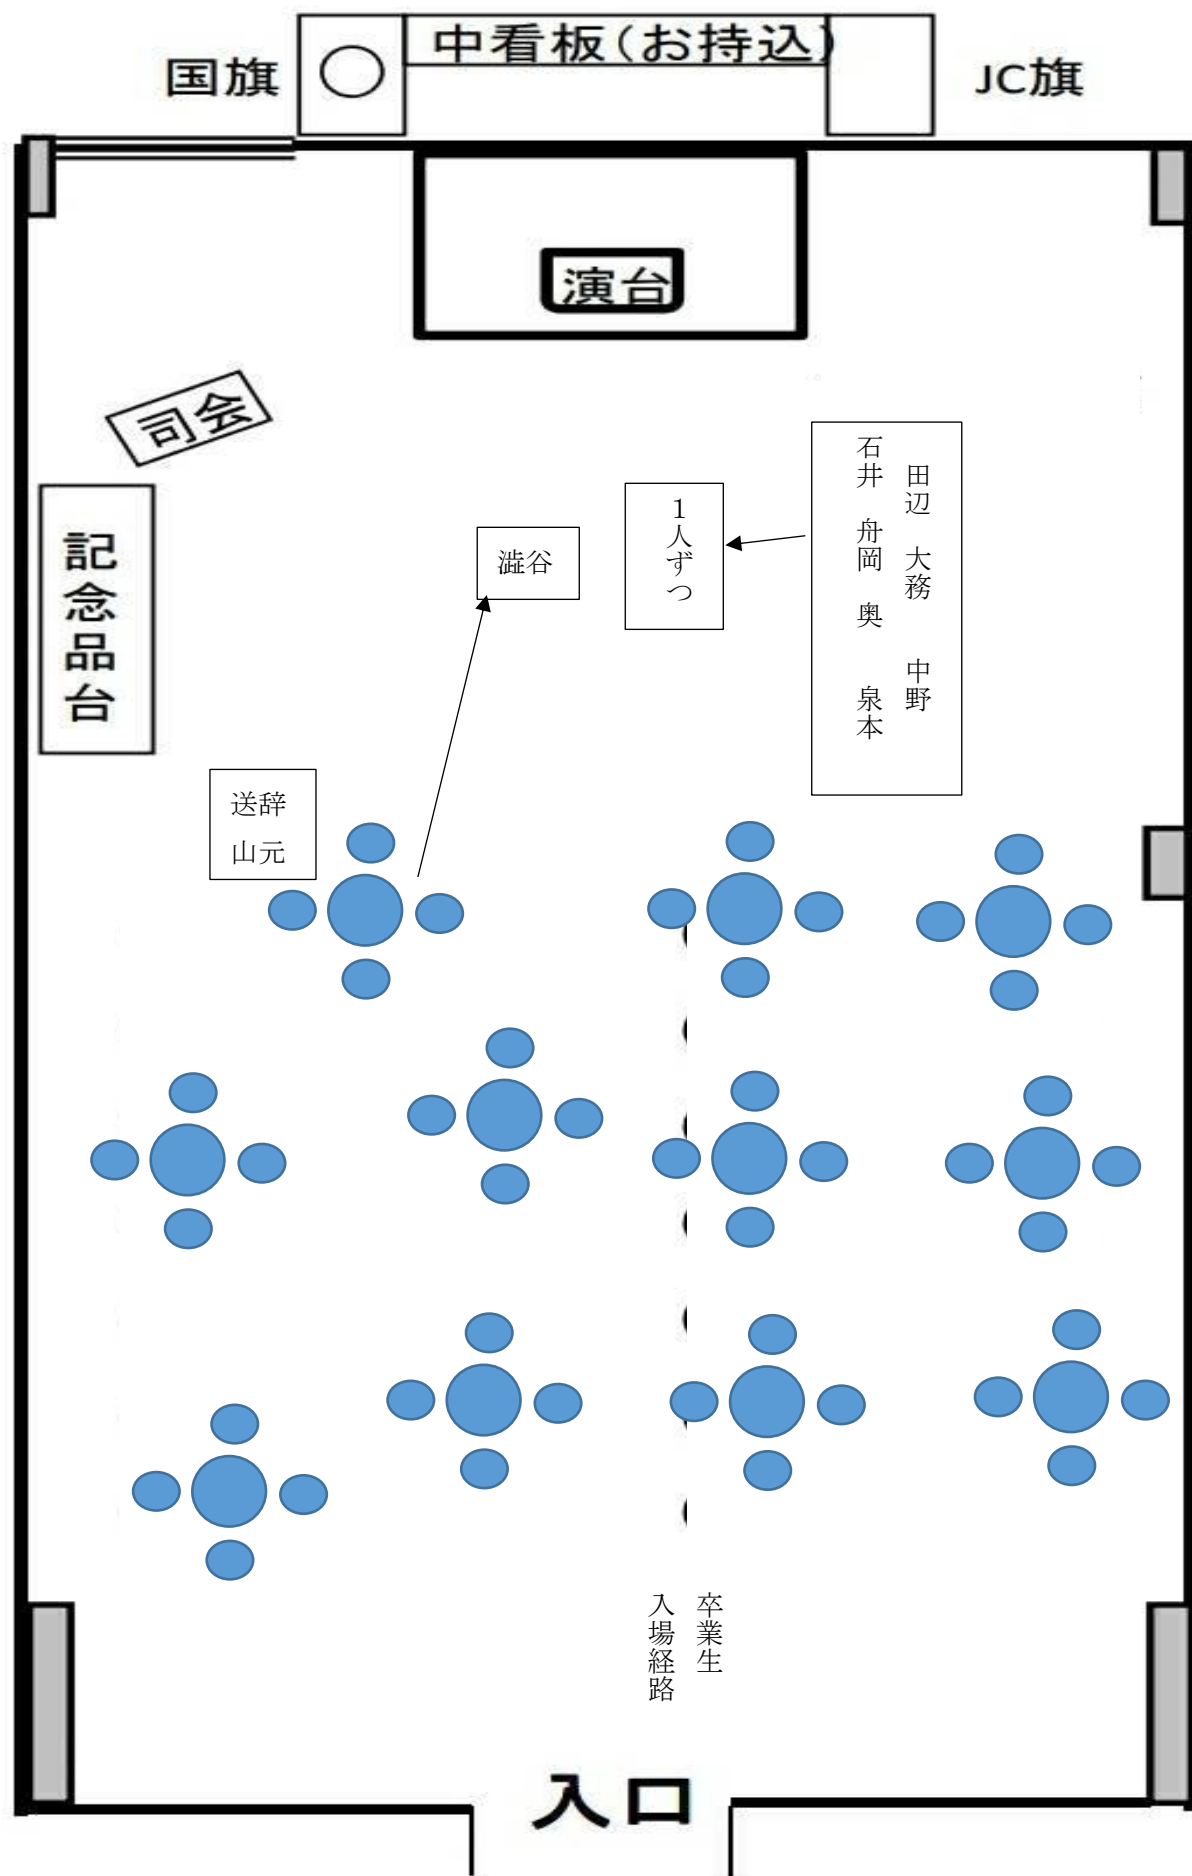 中看板(お持込)
国旗
JC旗
演台
司会
記念品台
田辺 大務 中野
石井 舟岡 奥 泉本
1人ずつ
澁谷
送辞
山元
卒業生
入場経路
入口